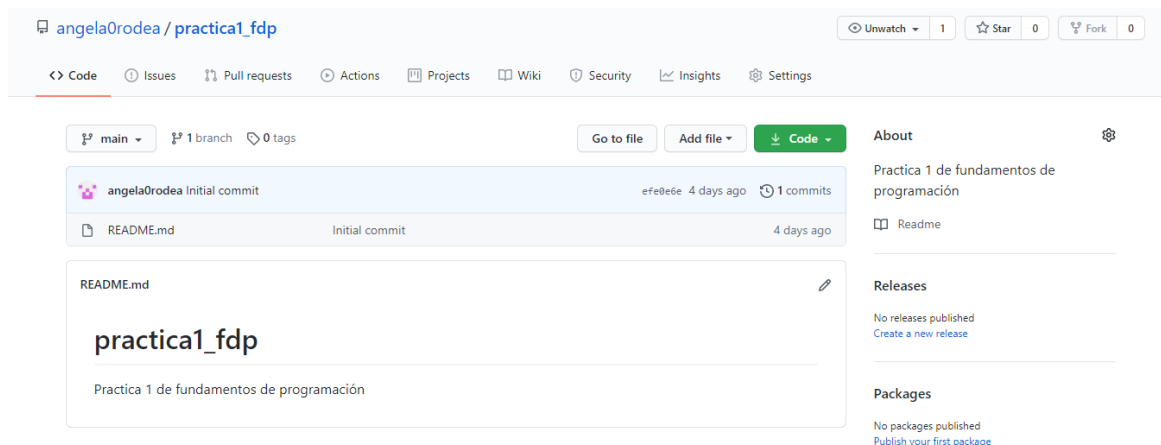 angela0rodea / practica1_fdp
Unwatch 1 Star 0 Fork 0
Code Issues Pull requests Actions Projects Wiki Security Insights Settings
main 1 branch 0 tags Go to file Add file Code
angela0rodea Initial commit efe0e6e 4 days ago 1 commits
README.md Initial commit 4 days ago
README.md
practica1_fdp
Practica 1 de fundamentos de programación
About
Practica 1 de fundamentos de
programación
Readme
Releases
No releases published
Create a new release
Packages
No packages published
Publish your first package